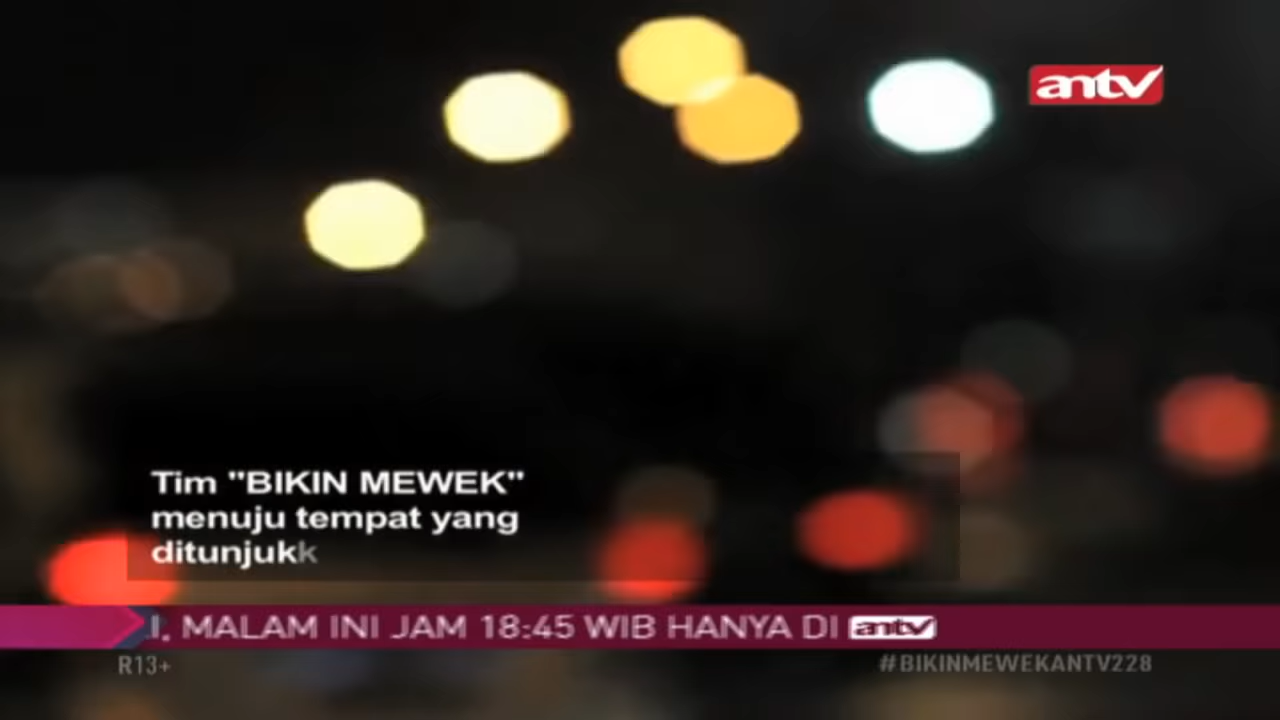 antv
Tim "BIKIN MEWEK"
menuju tempat yang
ditunjukk
I, MALAM INI JAM 18:45 WIB HANYA DI antv
R13+
#BIKINMEWEKANTV228